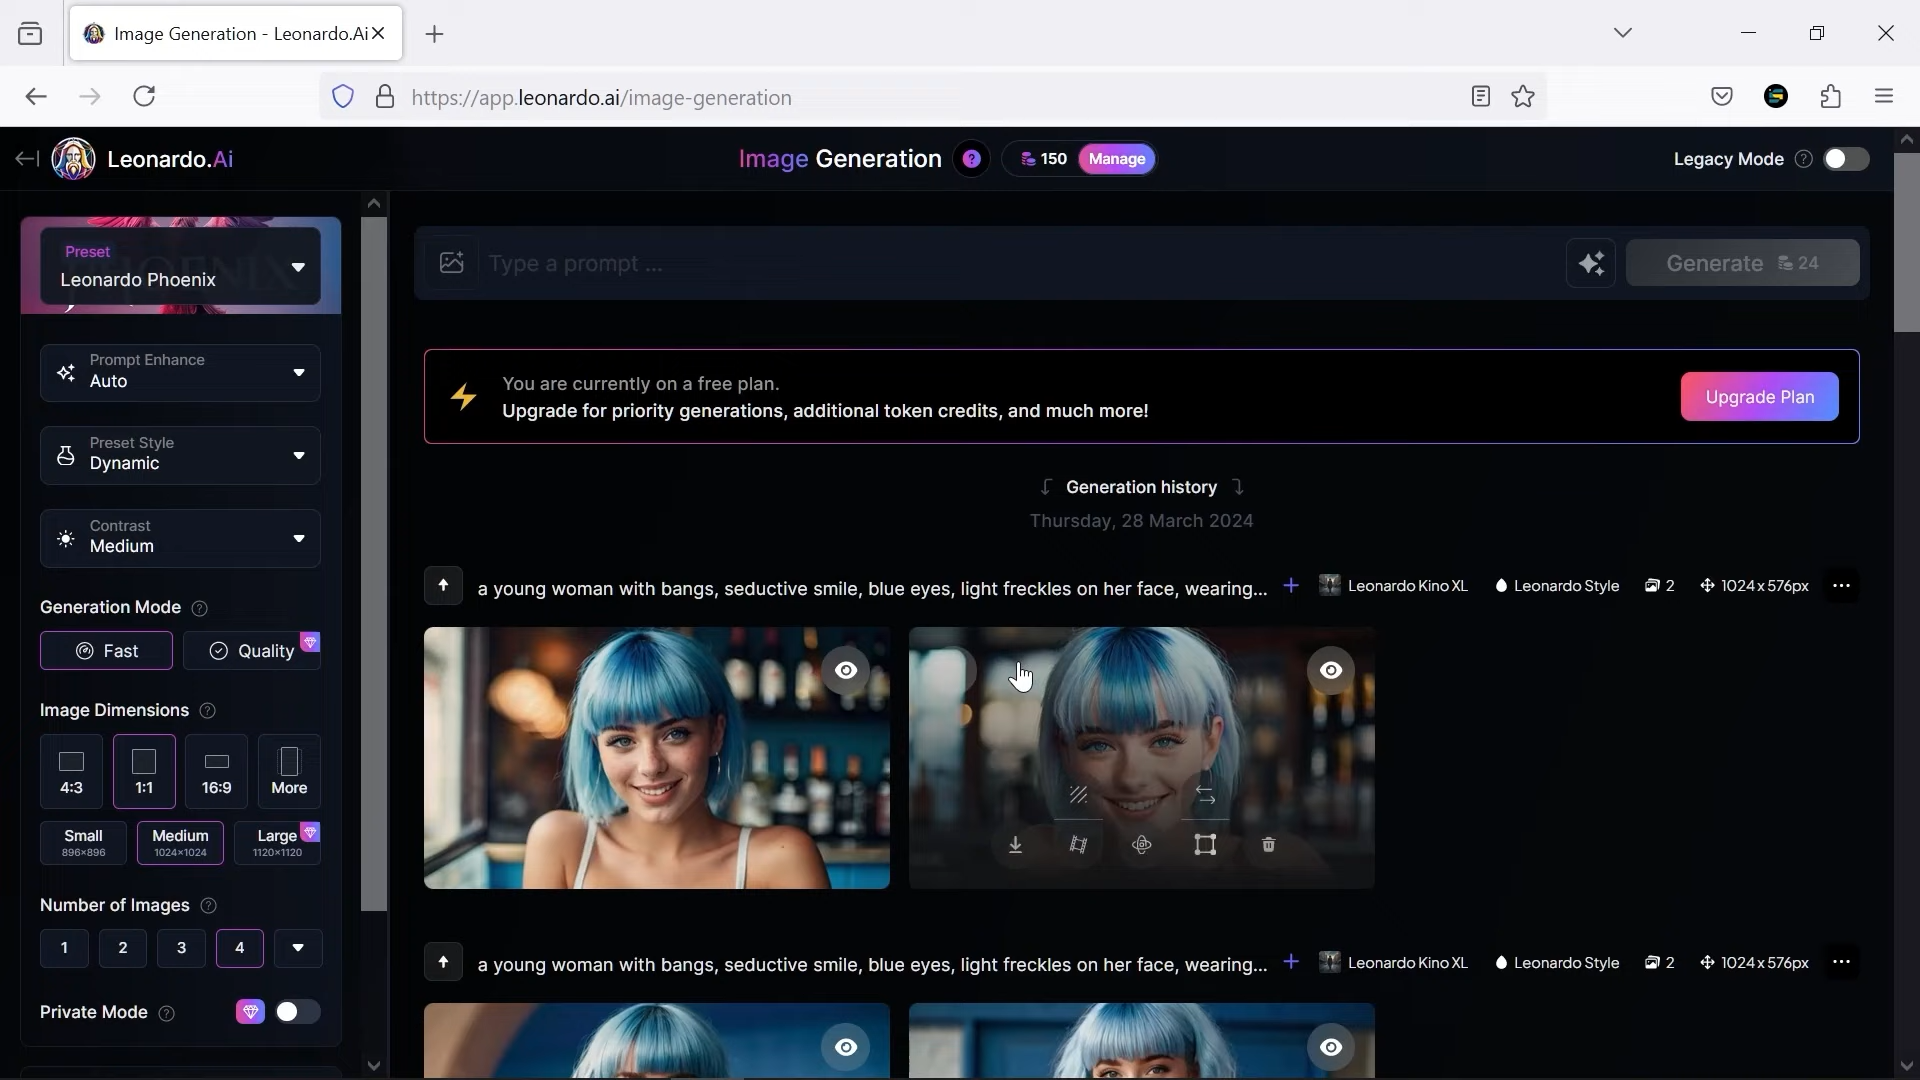 Image Generation - Leonardo.Ai
https://app.leonardo.ai/image-generation
Leonardo.Ai
Image Generation ?
150 Manage
Legacy Mode ?
Preset
Leonardo Phoenix
Type a prompt ...
Generate 24
Prompt Enhance
Auto
You are currently on a free plan.
Upgrade for priority generations, additional token credits, and much more!
Upgrade Plan
Preset Style
Dynamic
Generation history
Thursday, 28 March 2024
Contrast
Medium
a young woman with bangs, seductive smile, blue eyes, light freckles on her face, wearing...
Leonardo Kino XL
Leonardo Style
2
1024 x 576px
Generation Mode ?
Fast
Quality
Image Dimensions ?
4:3
1:1
16:9
More
Small
896×896
Medium
1024×1024
Large
1120×1120
Number of Images ?
1
2
3
4
a young woman with bangs, seductive smile, blue eyes, light freckles on her face, wearing...
Leonardo Kino XL
Leonardo Style
2
1024 x 576px
Private Mode ?